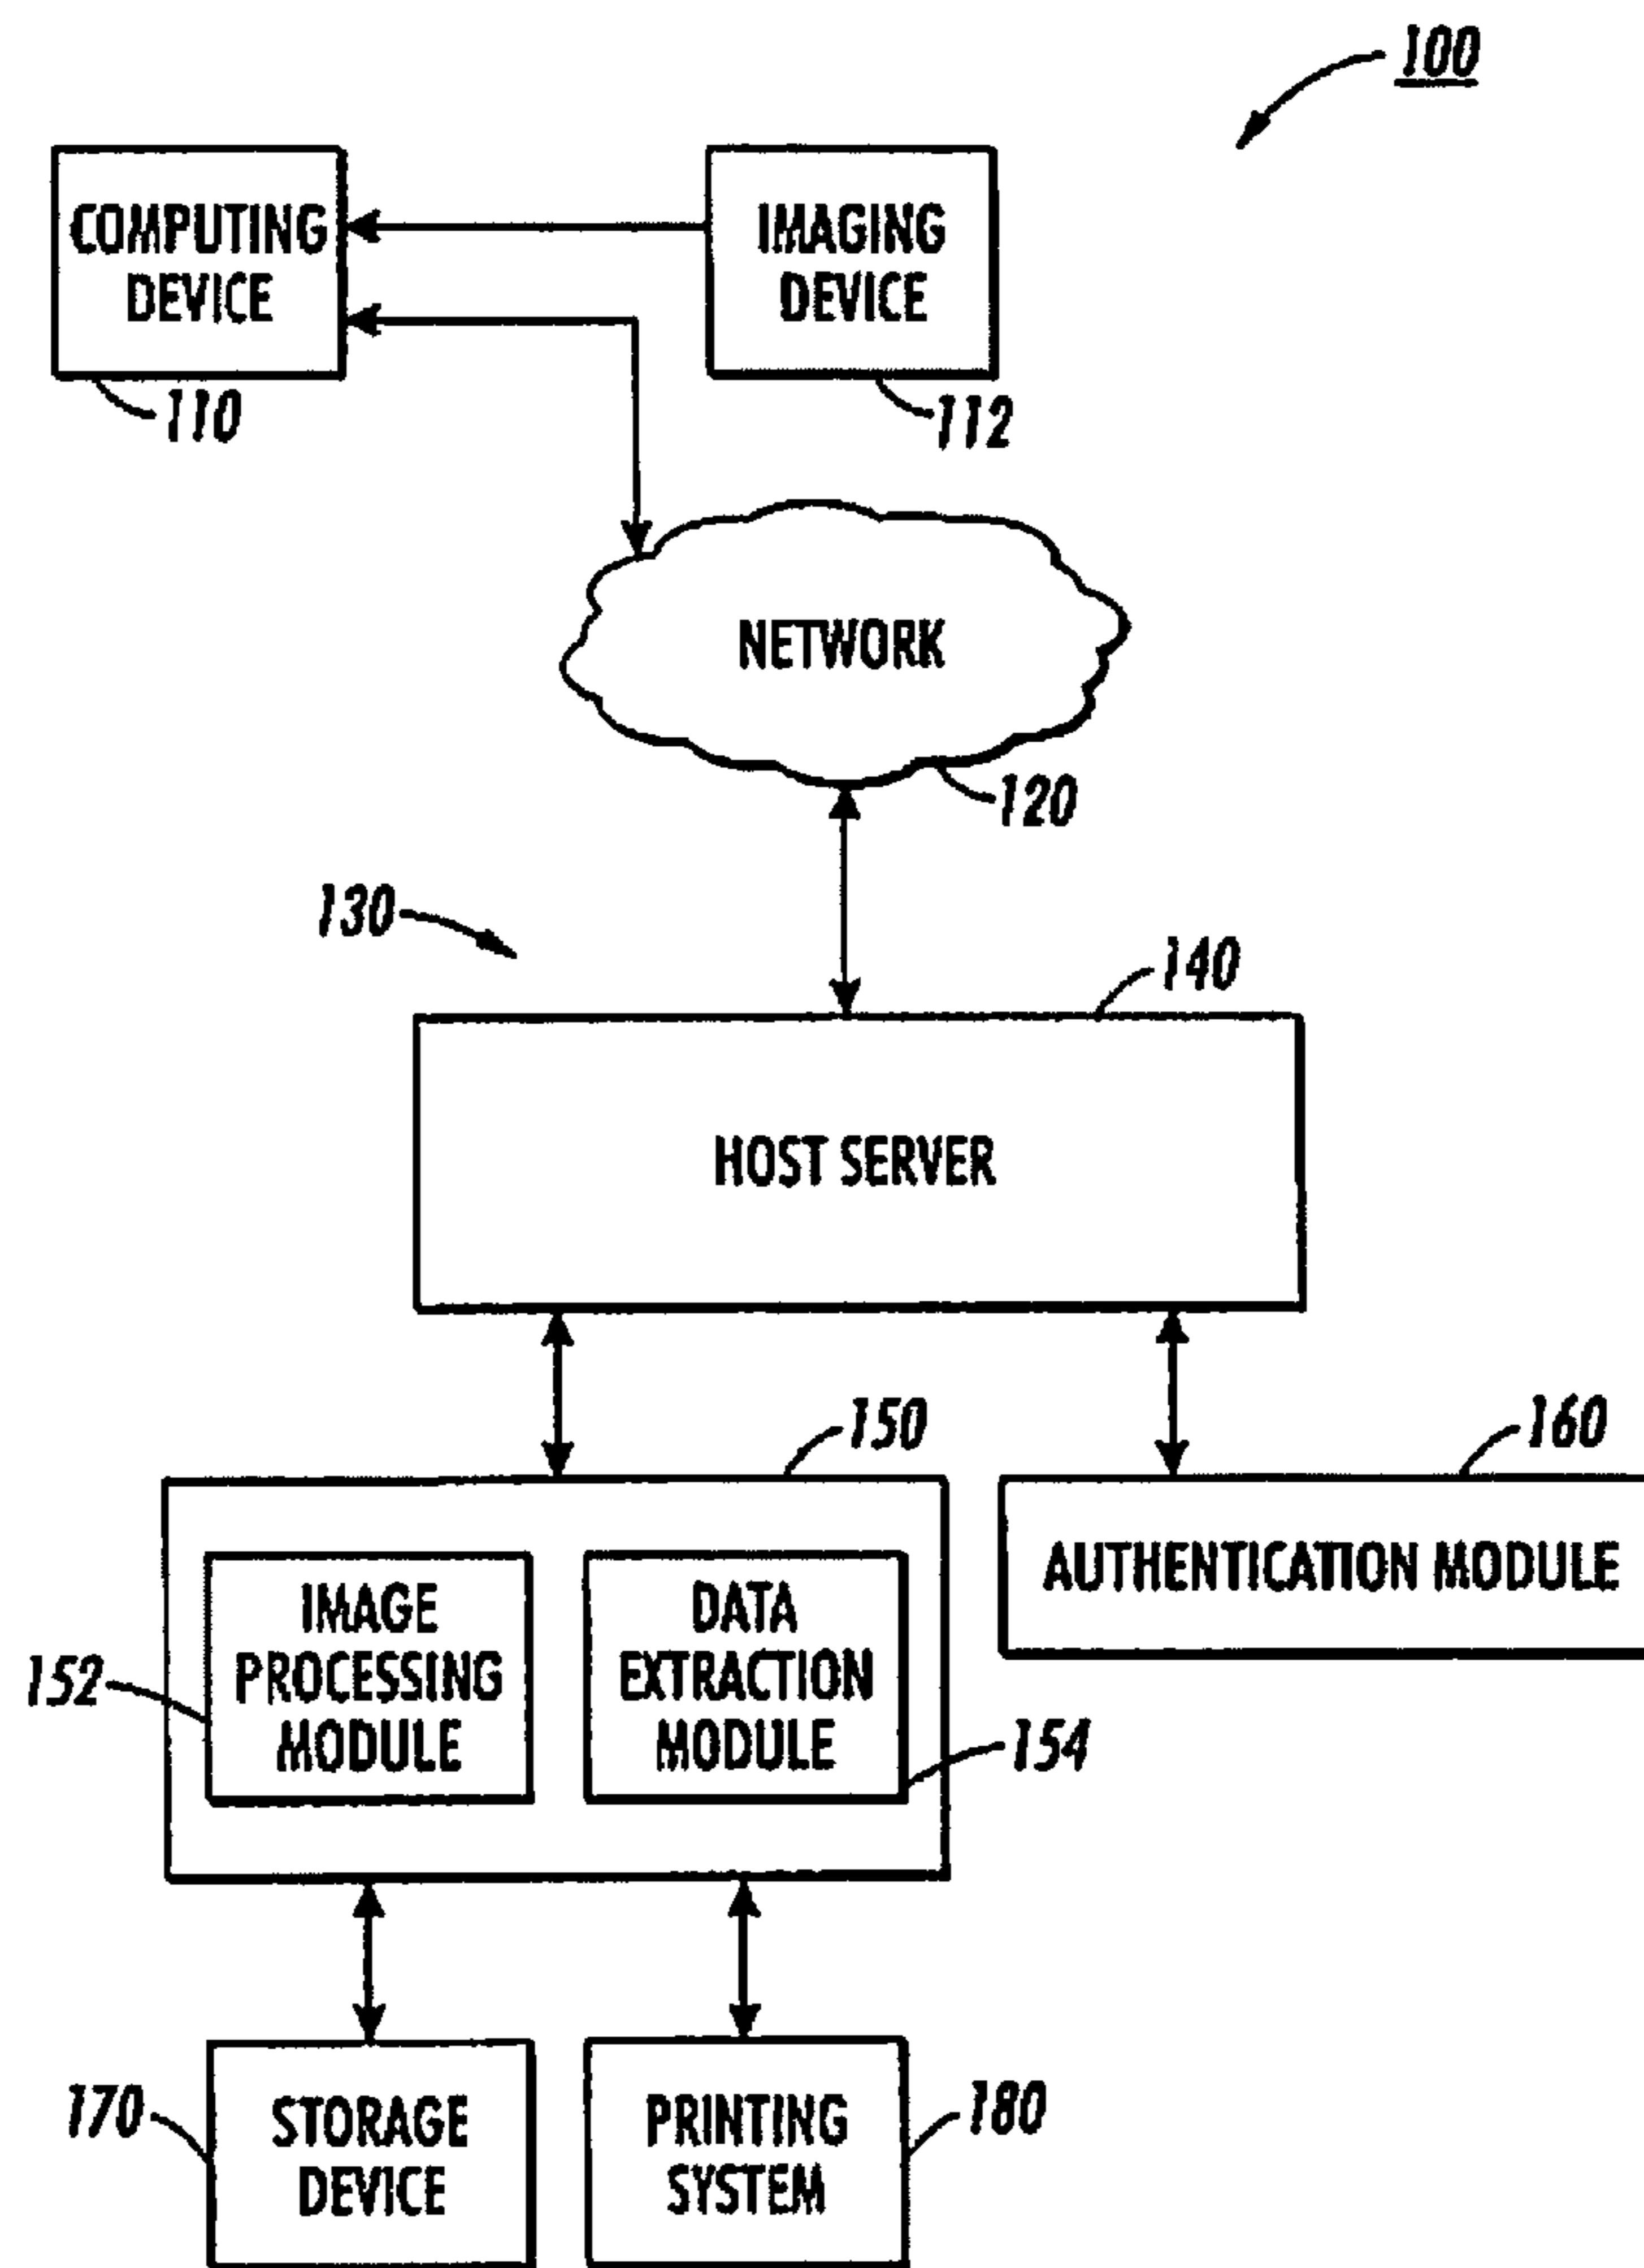 100
COMPUTING
DEVICE
IMAGING
DEVICE
110
112
NETWORK
120
130
140
HOST SERVER
150
160
IMAGE
PROCESSING
MODULE
DATA
EXTRACTION
MODULE
AUTHENTICATION MODULE
152
154
170
STORAGE
DEVICE
PRINTING
SYSTEM
180